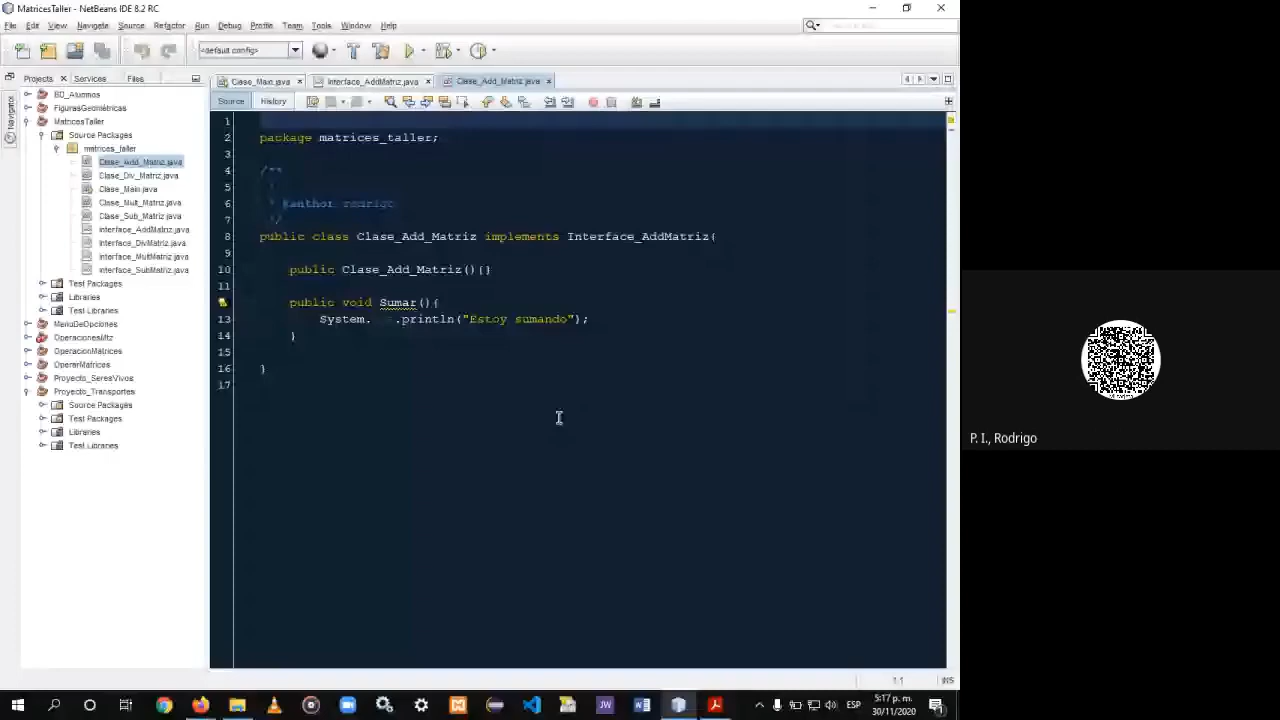 MatricesTaller - NetBeans IDE 8.2 RC
File Edit View Navigate Source Refactor Run Debug Profile Team Tools Window Help
<default config>
Projects Services Files
Clase_Main.java Interface_AddMatriz.java Clase_Add_Matriz.java
Navigator
Source History
BD_Alumnos
FigurasGeométricas
MatricesTaller
Source Packages
matrices_taller
Clase_Add_Matriz.java
Clase_Div_Matriz.java
Clase_Main.java
Clase_Mult_Matriz.java
Clase_Sub_Matriz.java
Interface_AddMatriz.java
Interface_DivMatriz.java
Interface_MultMatriz.java
Interface_SubMatriz.java
Test Packages
Libraries
Test Libraries
MenuDeOpciones
OperacionesMtz
OperacionMatrices
OperarMatrices
Proyecto_SeresVivos
Proyecto_Transportes
Source Packages
Test Packages
Libraries
Test Libraries
1
2 package matrices_taller;
3
4 /**
5 *
6 * @author rodrigo
7 */
8 public class Clase_Add_Matriz implements Interface_AddMatriz{
9
10 public Clase_Add_Matriz(){}
11
public void Sumar(){
13 System. .println("Estoy sumando");
14 }
15
16 }
17
1:1 INS
P. I., Rodrigo
JW
ESP
5:17 p. m.
30/11/2020